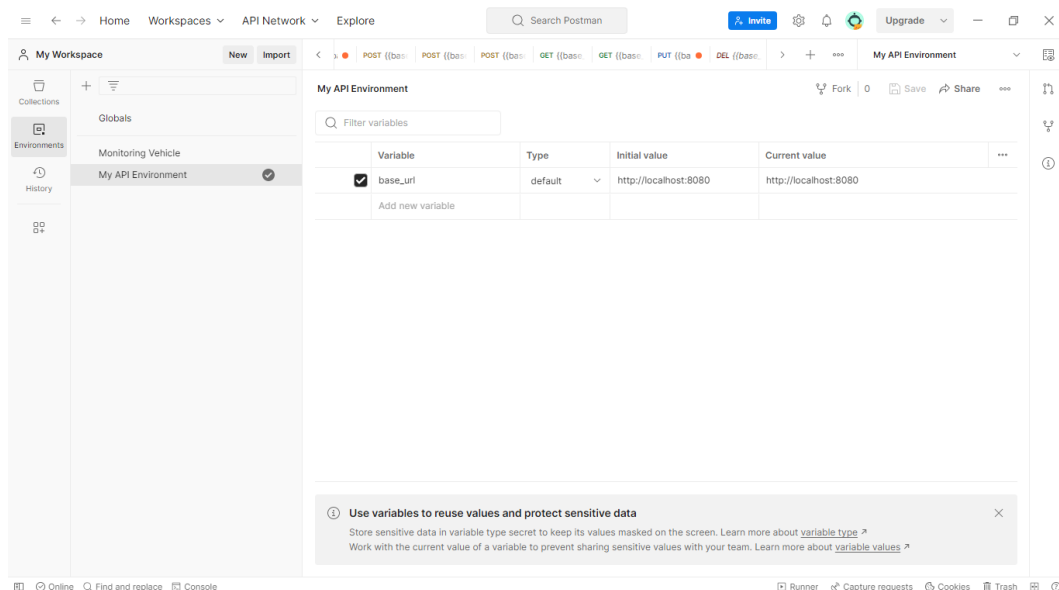 Home Workspaces API Network Explore Search Postman Invite Upgrade
My Workspace New Import POST {{bas POST {{base POST {{bas GET {{base GET {{base PUT {{ba DEL {{base My API Environment
Collections
Environments
History
Globals
Monitoring Vehicle
My API Environment
My API Environment Fork 0 Save Share
Filter variables
Variable Type Initial value Current value
base_url default http://localhost:8080 http://localhost:8080
Add new variable
Use variables to reuse values and protect sensitive data
Store sensitive data in variable type secret to keep its values masked on the screen. Learn more about variable type ↗
Work with the current value of a variable to prevent sharing sensitive values with your team. Learn more about variable values ↗
Online Find and replace Console Runner Capture requests Cookies Trash